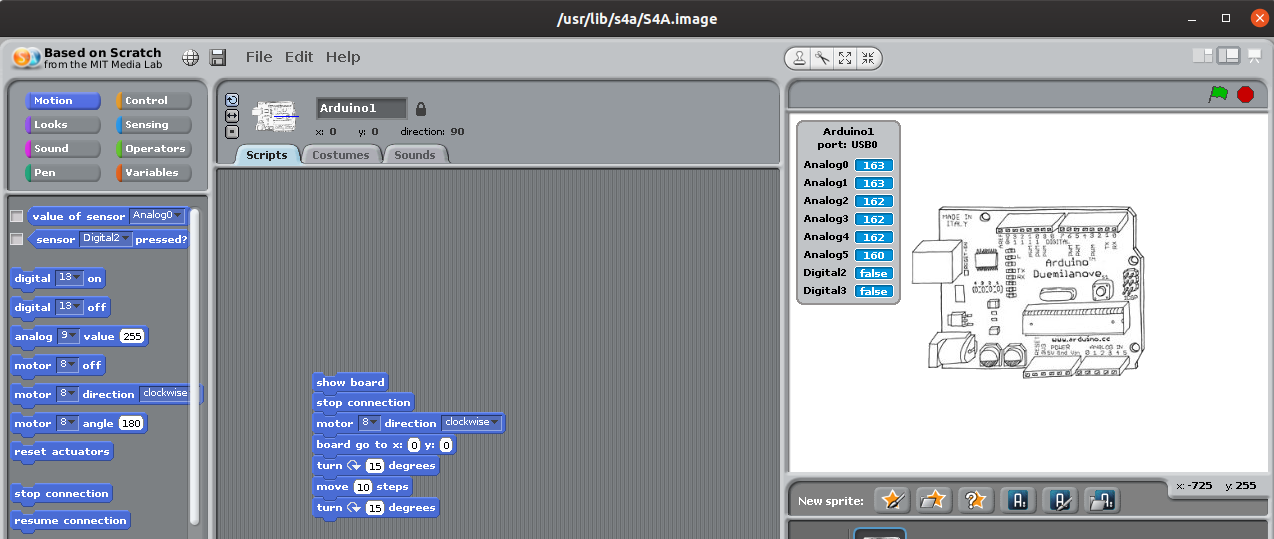 /usr/lib/s4a/S4A.image
Based on Scratch
from the MIT Media Lab
File Edit Help
Motion Control
Looks Sensing
Sound Operators
Pen Variables
value of sensor Analog0
sensor Digital2 pressed?
digital 13 on
digital 13 off
analog 9 value 255
motor 8 off
motor 8 direction clockwise
motor 8 angle 180
reset actuators
stop connection
resume connection
Arduino1
x: 0 y: 0 direction: 90
Scripts Costumes Sounds
show board
stop connection
motor 8 direction clockwise
board go to x: 0 y: 0
turn 15 degrees
move 10 steps
turn 15 degrees
Arduino1
port: USB0
Analog0 163
Analog1 163
Analog2 162
Analog3 162
Analog4 162
Analog5 160
Digital2 false
Digital3 false
MADE IN
ITALY
DIGITAL
TX
RX
Arduino
Duemilanove
www.arduino.cc
POWER ANALOG IN
5V Gnd Vin 0 1 2 3 4 5
x: -725 y: 255
New sprite: